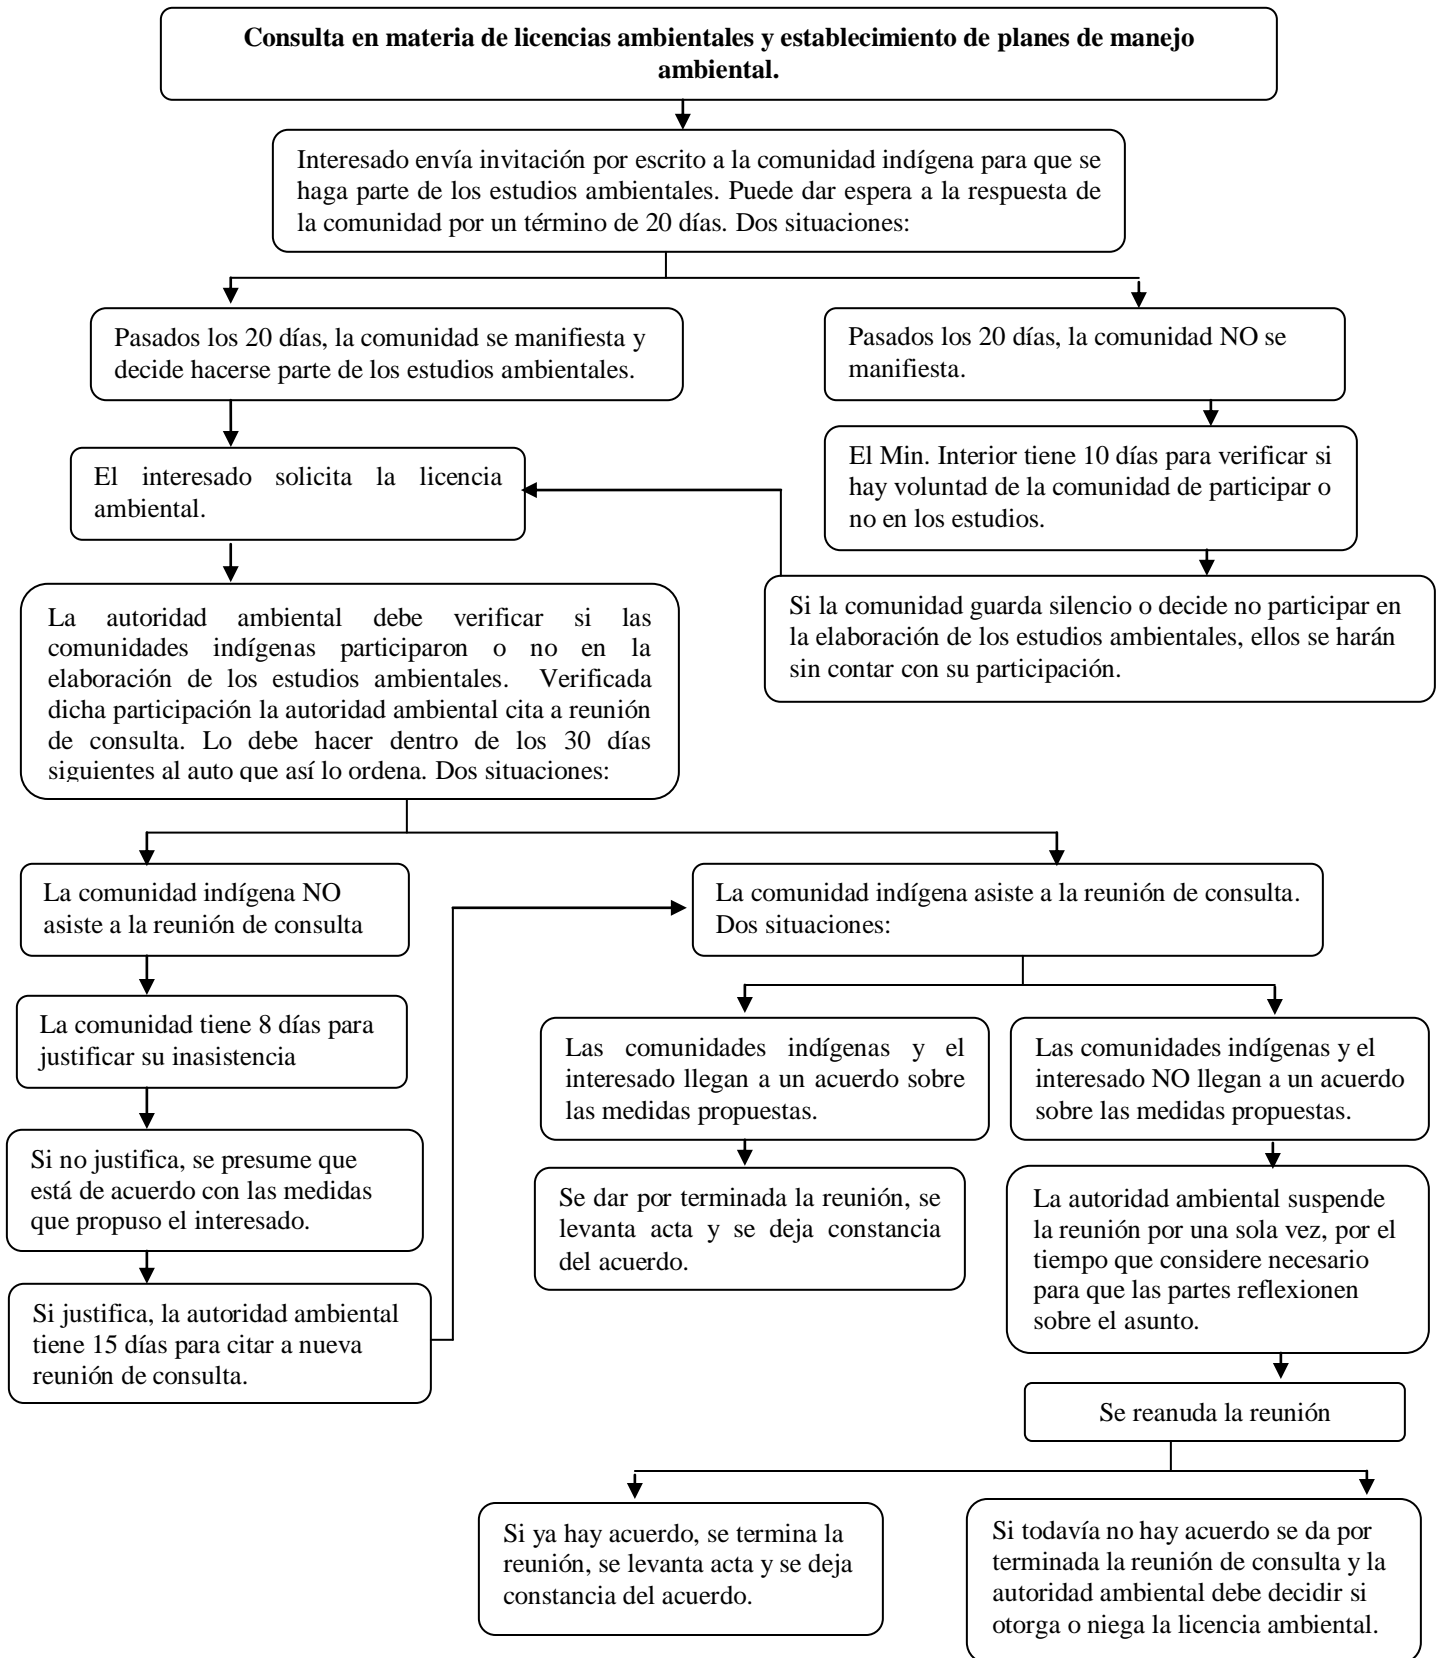 Consulta en materia de licencias ambientales y establecimiento de planes de manejo
ambiental.
Interesado envía invitación por escrito a la comunidad indígena para que se
haga parte de los estudios ambientales. Puede dar espera a la respuesta de
la comunidad por un término de 20 días. Dos situaciones:
Pasados los 20 días, la comunidad se manifiesta y
decide hacerse parte de los estudios ambientales.
Pasados los 20 días, la comunidad NO se
manifiesta.
El interesado solicita la licencia
ambiental.
El Min. Interior tiene 10 días para verificar si
hay voluntad de la comunidad de participar o
no en los estudios.
Si la comunidad guarda silencio o decide no participar en
la elaboración de los estudios ambientales, ellos se harán
sin contar con su participación.
La autoridad ambiental debe verificar si las
comunidades indígenas participaron o no en la
elaboración de los estudios ambientales. Verificada
dicha participación la autoridad ambiental cita a reunión
de consulta. Lo debe hacer dentro de los 30 días
siguientes al auto que así lo ordena. Dos situaciones:
La comunidad indígena NO
asiste a la reunión de consulta
La comunidad indígena asiste a la reunión de consulta.
Dos situaciones:
La comunidad tiene 8 días para
justificar su inasistencia
Si no justifica, se presume que
está de acuerdo con las medidas
que propuso el interesado.
Si justifica, la autoridad ambiental
tiene 15 días para citar a nueva
reunión de consulta.
Las comunidades indígenas y el
interesado llegan a un acuerdo sobre
las medidas propuestas.
Se dar por terminada la reunión, se
levanta acta y se deja constancia
del acuerdo.
Las comunidades indígenas y el
interesado NO llegan a un acuerdo
sobre las medidas propuestas.
La autoridad ambiental suspende
la reunión por una sola vez, por el
tiempo que considere necesario
para que las partes reflexionen
sobre el asunto.
Se reanuda la reunión
Si ya hay acuerdo, se termina la
reunión, se levanta acta y se deja
constancia del acuerdo.
Si todavía no hay acuerdo se da por
terminada la reunión de consulta y la
autoridad ambiental debe decidir si
otorga o niega la licencia ambiental.